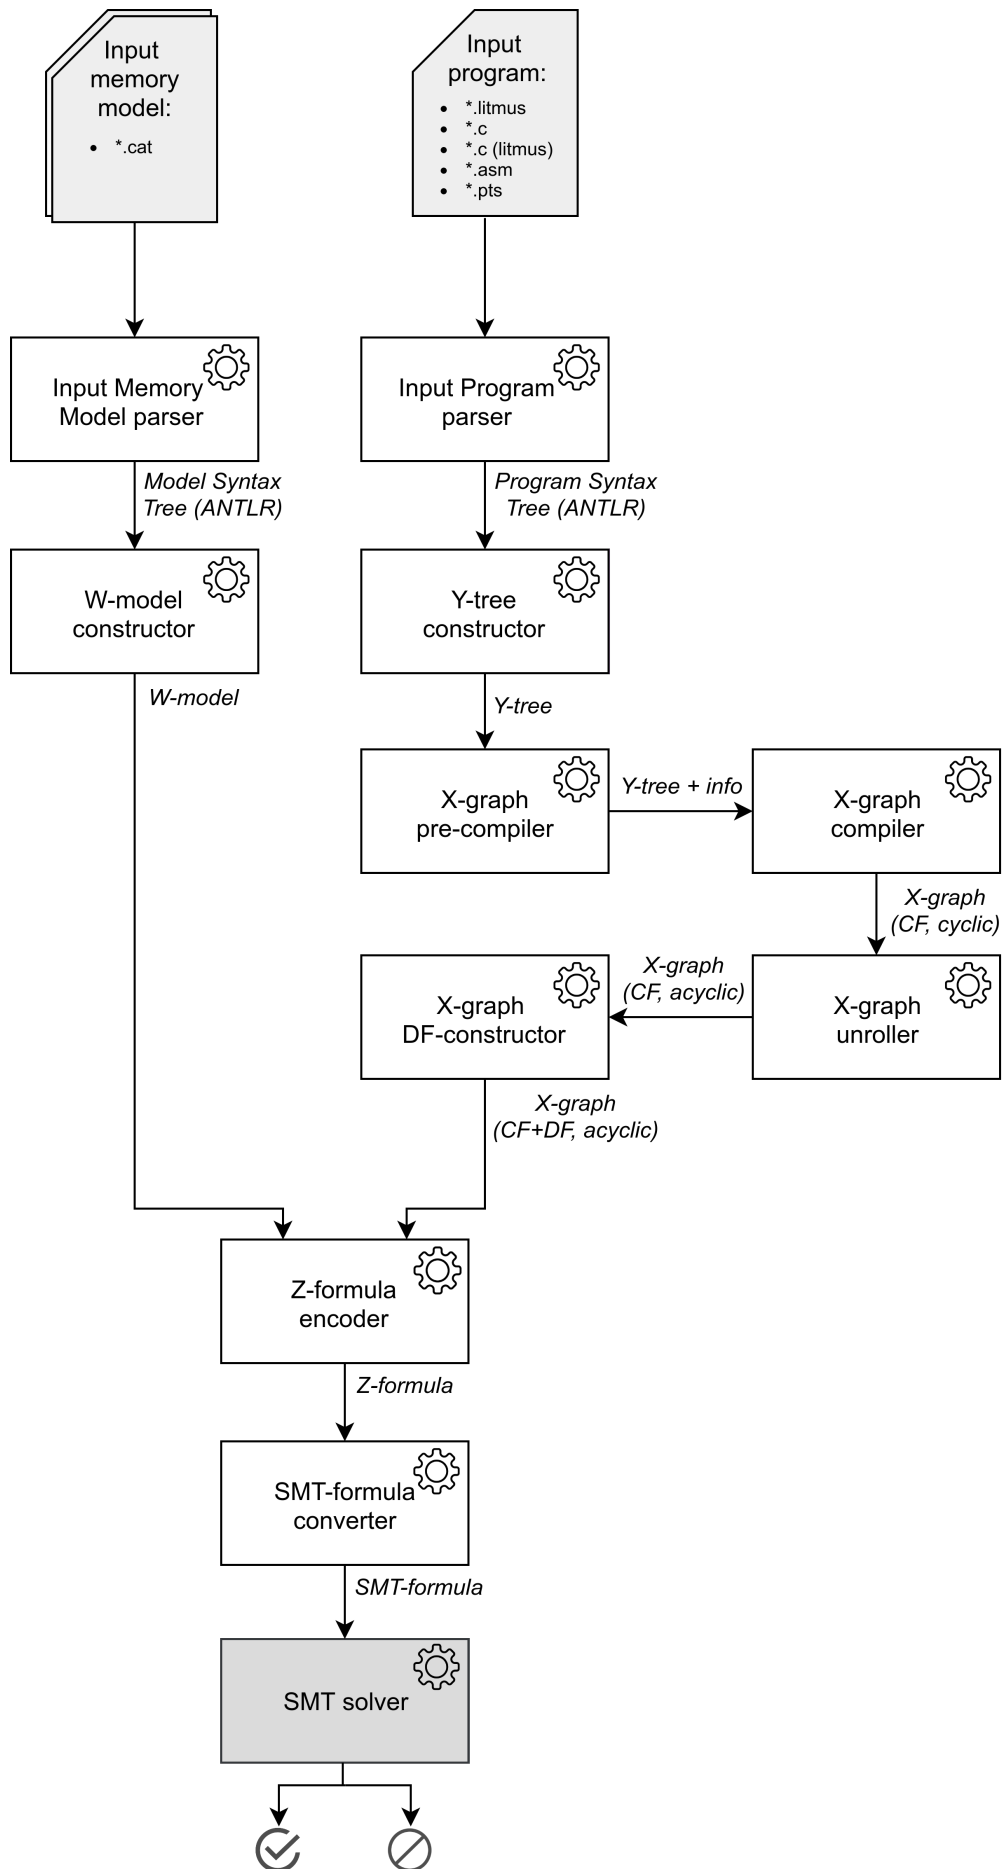 Input
memory
model:
• *.cat
Input
program:
• *.litmus
• *.c
• *.c (litmus)
• *.asm
• *.pts
Input Memory
Model parser
Input Program
parser
Model Syntax
Tree (ANTLR)
Program Syntax
Tree (ANTLR)
W-model
constructor
Y-tree
constructor
W-model
Y-tree
X-graph
pre-compiler
Y-tree + info
X-graph
compiler
X-graph
(CF, cyclic)
X-graph
unroller
X-graph
(CF, acyclic)
X-graph
DF-constructor
X-graph
(CF+DF, acyclic)
Z-formula
encoder
Z-formula
SMT-formula
converter
SMT-formula
SMT solver